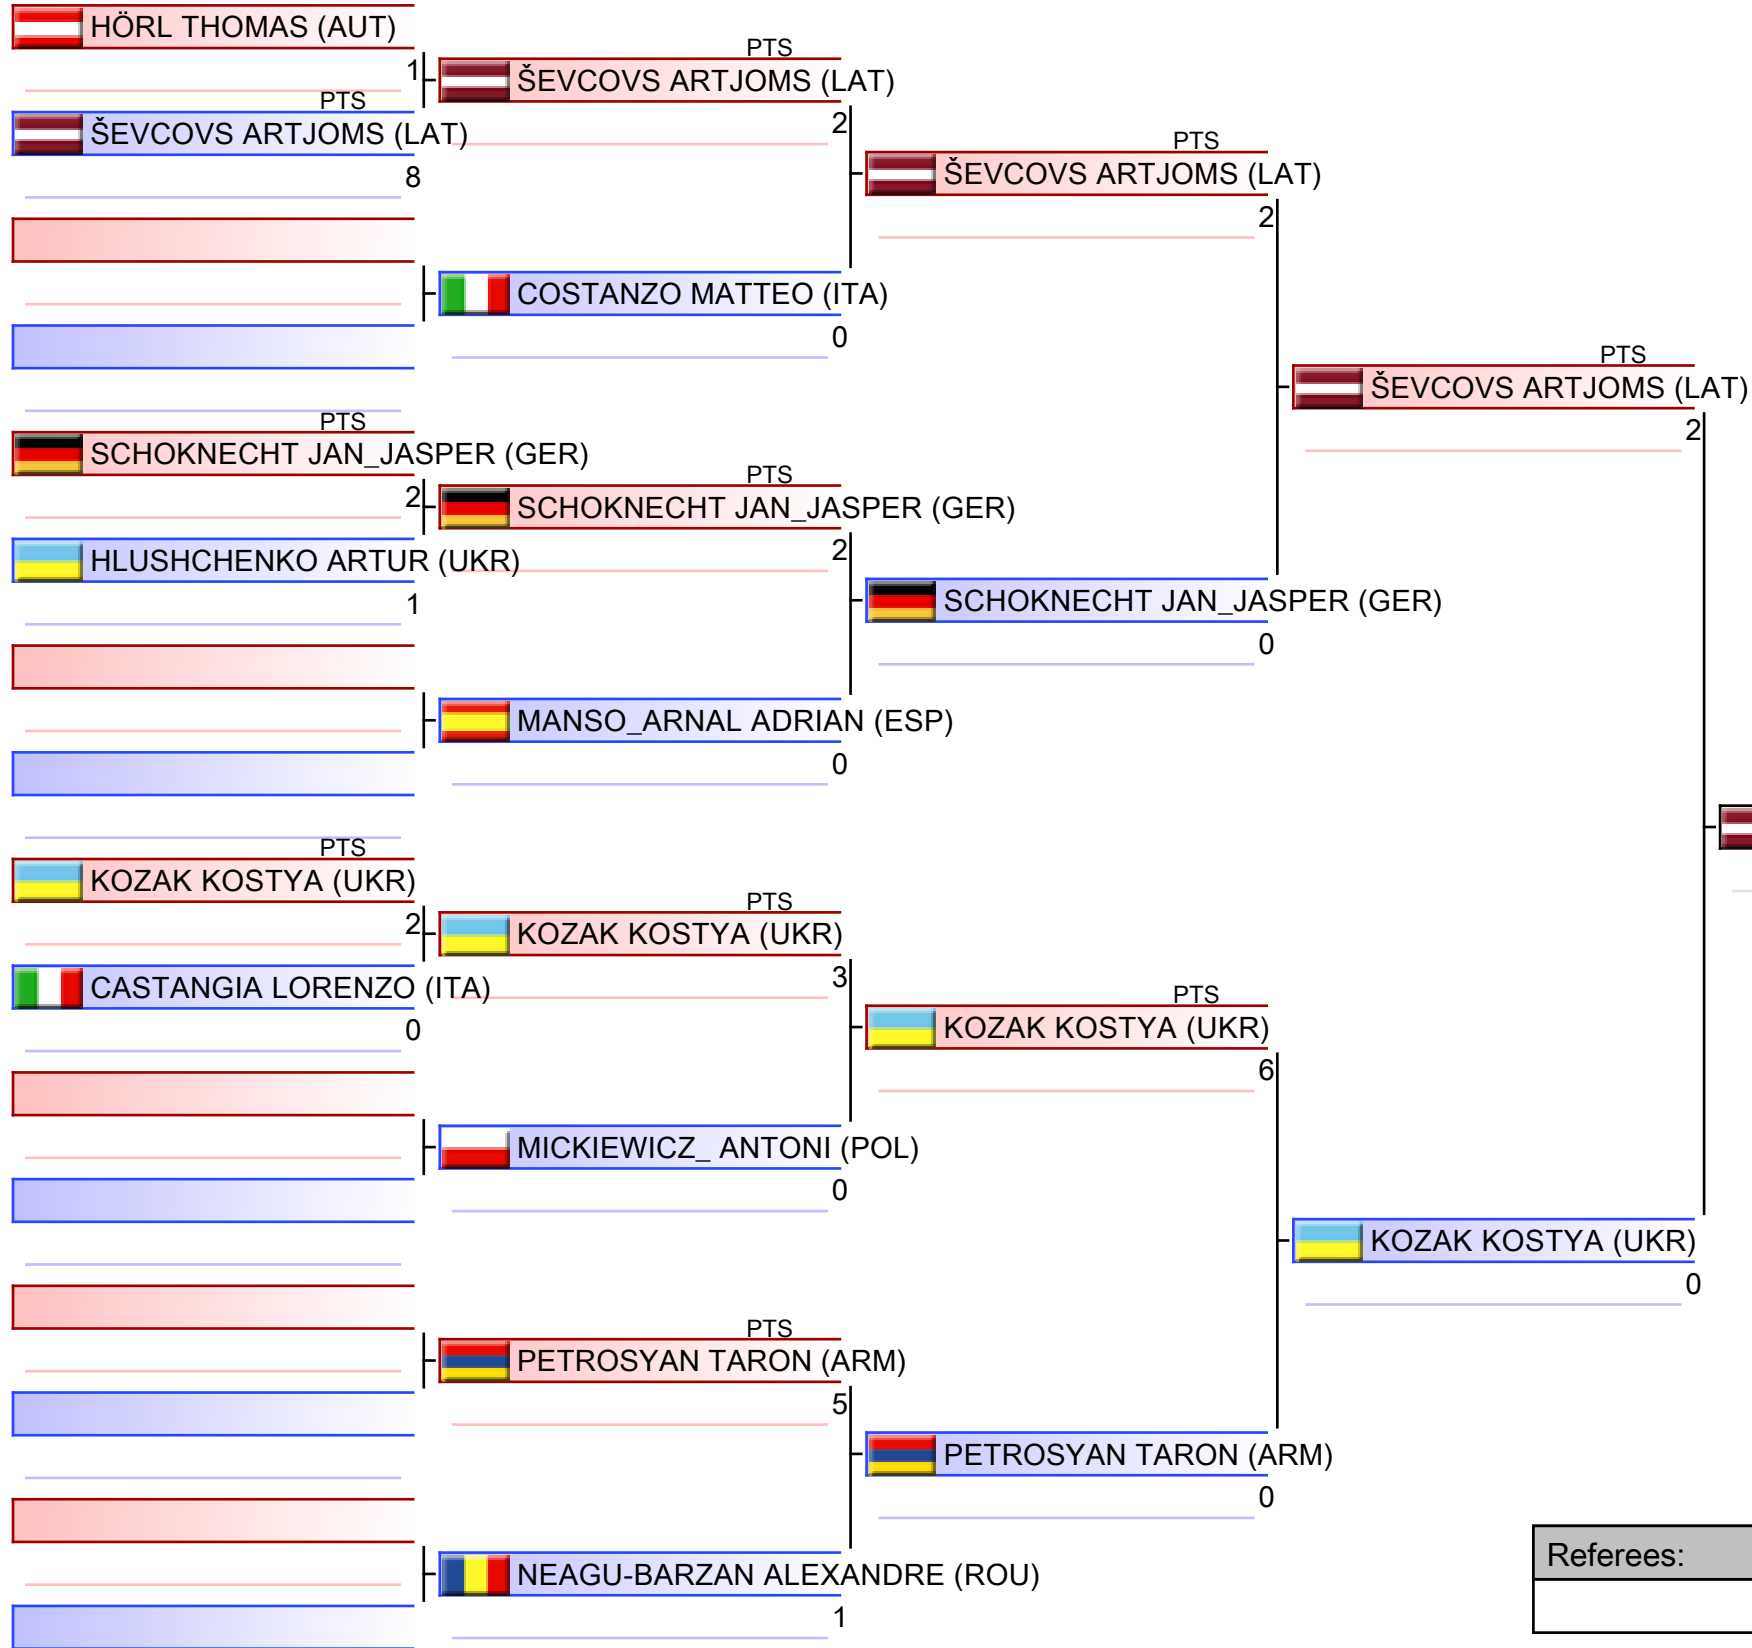 HÖRL THOMAS (AUT)
1
PTS
ŠEVCOVS ARTJOMS (LAT)
8
PTS
SCHOKNECHT JAN_JASPER (GER)
2
HLUSHCHENKO ARTUR (UKR)
1
PTS
KOZAK KOSTYA (UKR)
2
CASTANGIA LORENZO (ITA)
0
PTS
ŠEVCOVS ARTJOMS (LAT)
2
COSTANZO MATTEO (ITA)
0
PTS
SCHOKNECHT JAN_JASPER (GER)
2
MANSO_ARNAL ADRIAN (ESP)
0
PTS
KOZAK KOSTYA (UKR)
3
MICKIEWICZ_ ANTONI (POL)
0
PTS
PETROSYAN TARON (ARM)
5
NEAGU-BARZAN ALEXANDRE (ROU)
1
PTS
ŠEVCOVS ARTJOMS (LAT)
2
SCHOKNECHT JAN_JASPER (GER)
0
PTS
KOZAK KOSTYA (UKR)
6
PETROSYAN TARON (ARM)
0
PTS
ŠEVCOVS ARTJOMS (LAT)
2
KOZAK KOSTYA (UKR)
0
Referees: